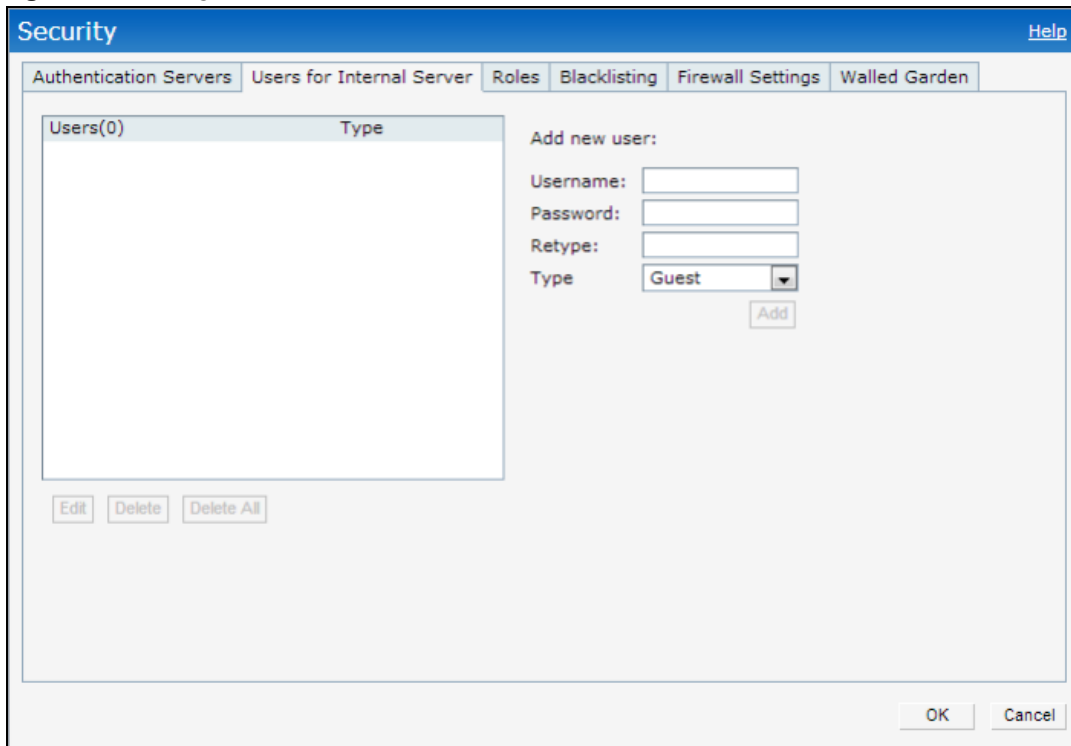 Security
Help
Authentication Servers
Users for Internal Server
Roles
Blacklisting
Firewall Settings
Walled Garden
Users(0) Type
Add new user:
Username:
Password:
Retype:
Type Guest
Add
Edit Delete Delete All
OK Cancel